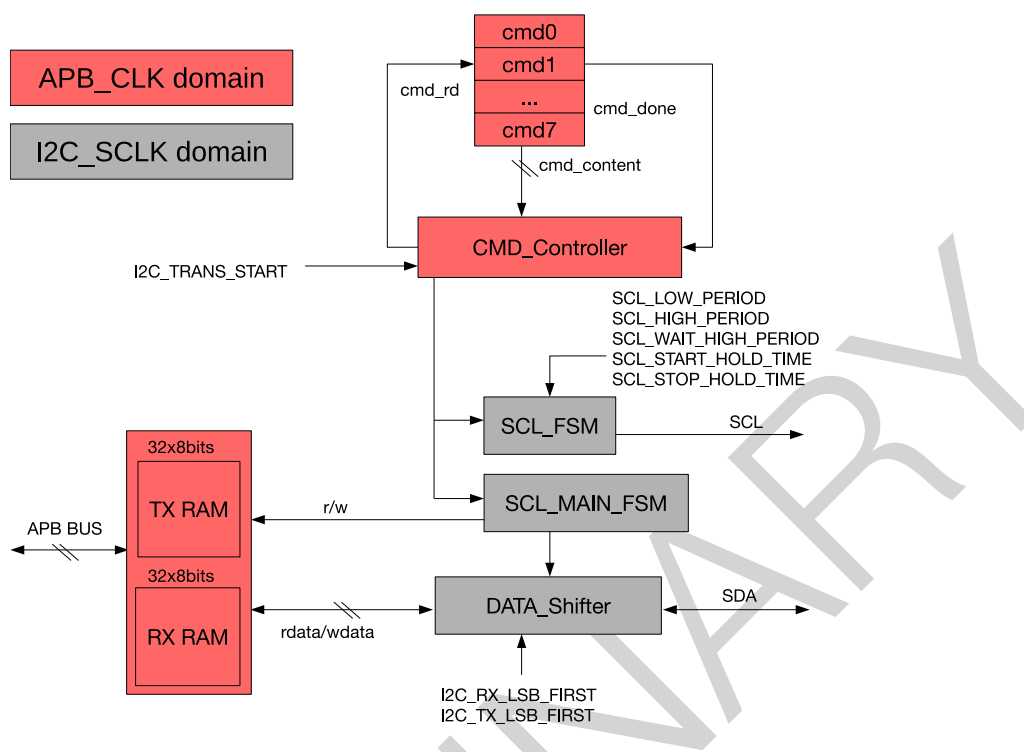 cmd0
APB_CLK domain
cmd1
cmd_rd
...
cmd_done
cmd7
I2C_SCLK domain
cmd_content
CMD_Controller
I2C_TRANS_START
SCL_LOW_PERIOD
SCL_HIGH_PERIOD
SCL_WAIT_HIGH_PERIOD
SCL_START_HOLD_TIME
SCL_STOP_HOLD_TIME
SCL_FSM
SCL
32x8bits
TX RAM
SCL_MAIN_FSM
r/w
APB BUS
32x8bits
RX RAM
rdata/wdata
DATA_Shifter
SDA
I2C_RX_LSB_FIRST
I2C_TX_LSB_FIRST
INARY